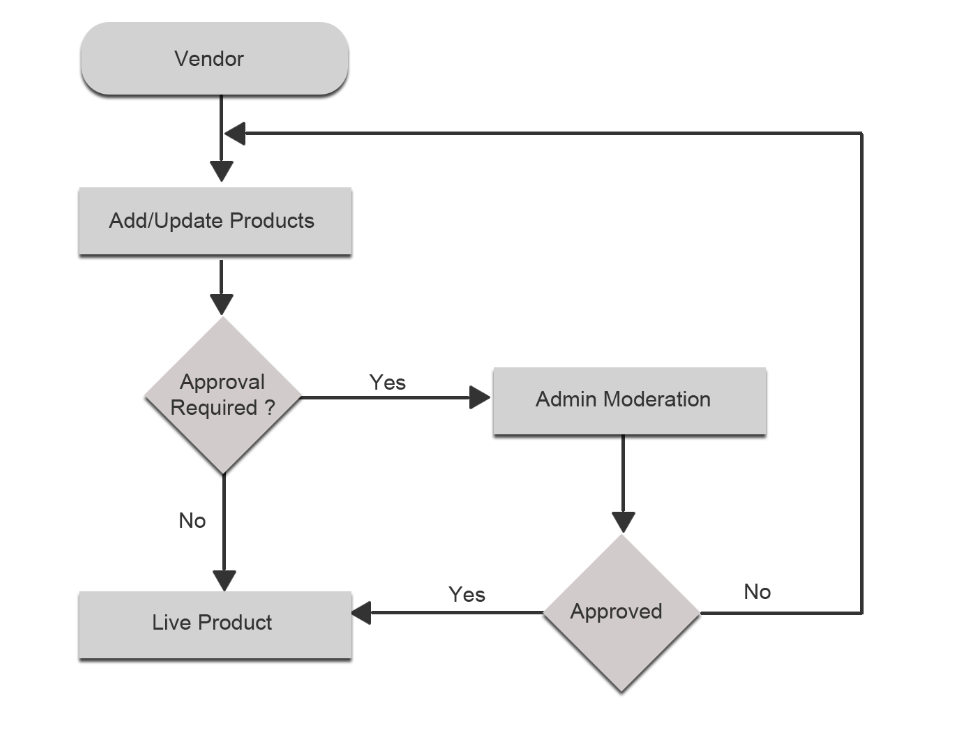 Vendor
Add/Update Products
Approval
Required ?
Yes
Admin Moderation
No
Live Product
Yes
Approved
No